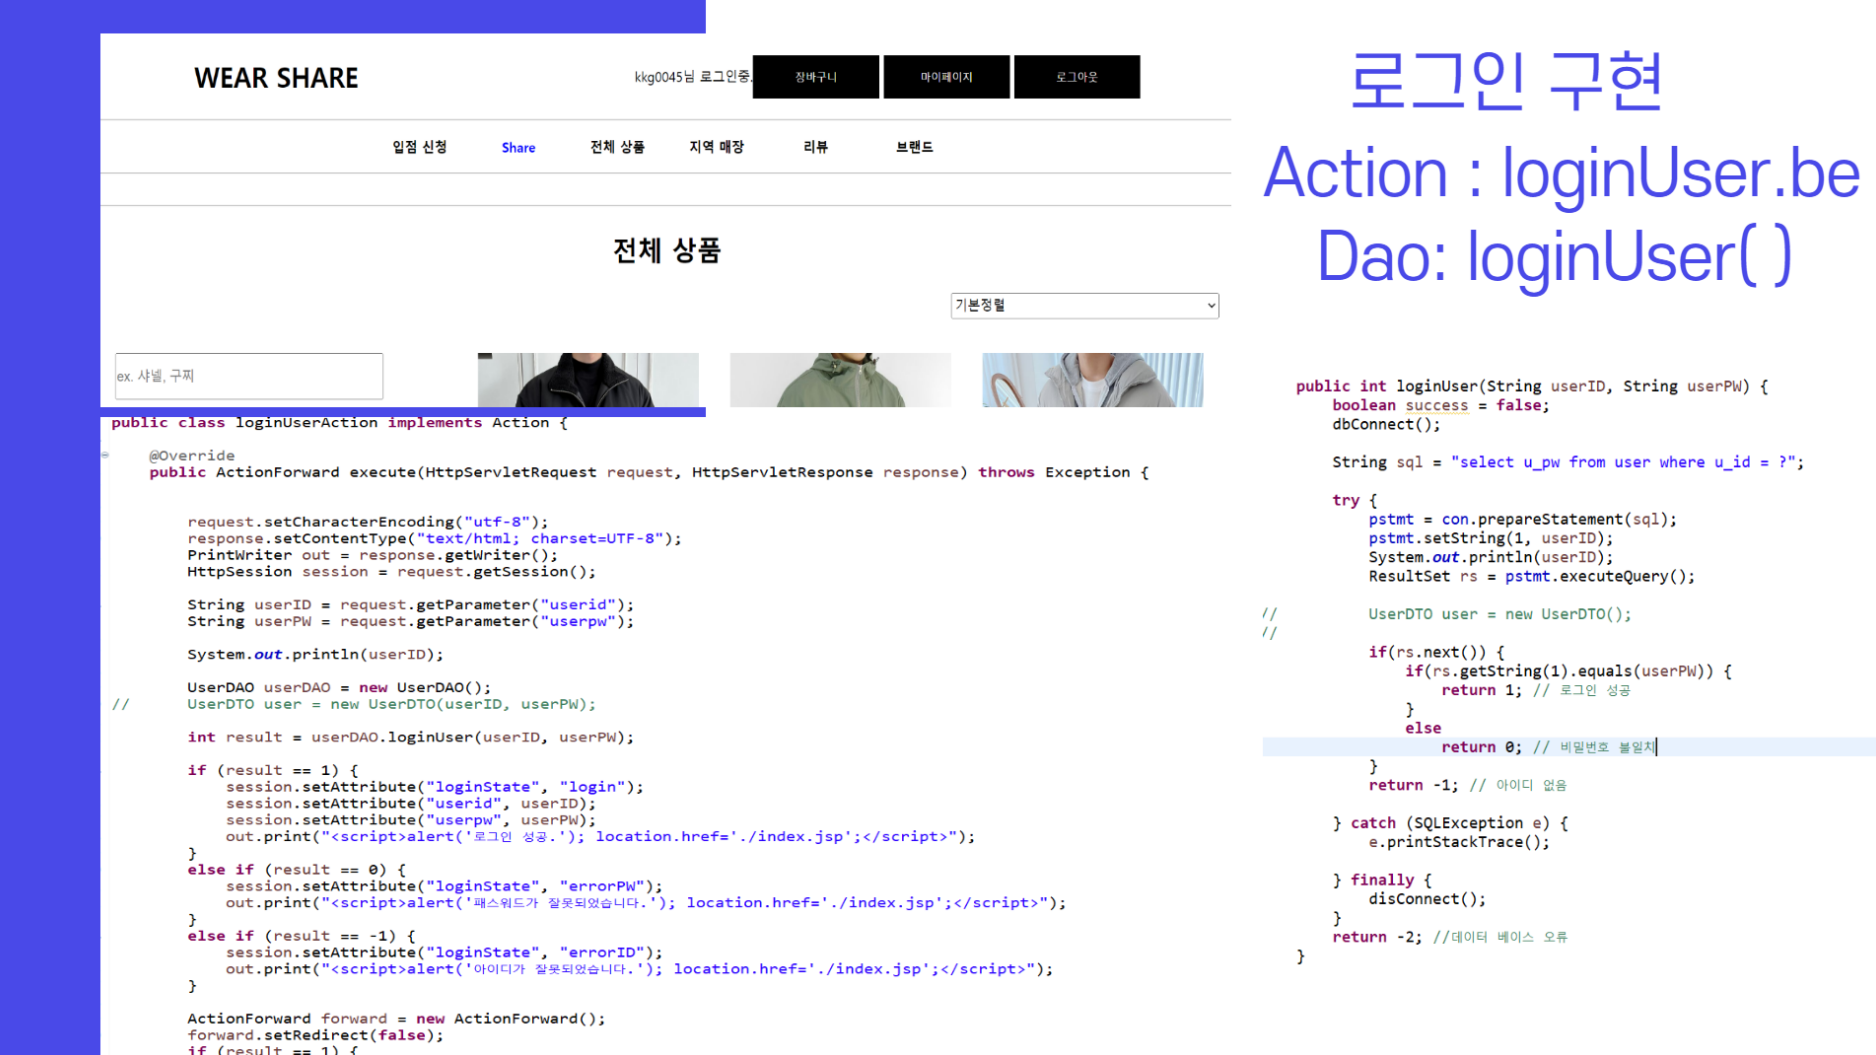 WEAR SHARE
kkg0045님 로그인중.
장바구니
마이페이지
로그아웃
입점 신청
Share
전체 상품
지역 매장
리뷰
브랜드
전체 상품
기본정렬
ex. 샤넬, 구찌
public class loginUserAction implements Action {
@Override
public ActionForward execute(HttpServletRequest request, HttpServletResponse response) throws Exception {
request.setCharacterEncoding("utf-8");
response.setContentType("text/html; charset=UTF-8");
PrintWriter out = response.getWriter();
HttpSession session = request.getSession();
String userID = request.getParameter("userid");
String userPW = request.getParameter("userpw");
System.out.println(userID);
UserDAO userDAO = new UserDAO();
// UserDTO user = new UserDTO(userID, userPW);
int result = userDAO.loginUser(userID, userPW);
if (result == 1) {
session.setAttribute("loginState", "login");
session.setAttribute("userid", userID);
session.setAttribute("userpw", userPW);
out.print("<script>alert('로그인 성공.'); location.href='./index.jsp';</script>");
}
else if (result == 0) {
session.setAttribute("loginState", "errorPW");
out.print("<script>alert('패스워드가 잘못되었습니다.'); location.href='./index.jsp';</script>");
}
else if (result == -1) {
session.setAttribute("loginState", "errorID");
out.print("<script>alert('아이디가 잘못되었습니다.'); location.href='./index.jsp';</script>");
}
ActionForward forward = new ActionForward();
forward.setRedirect(false);
if (result == 1) {
로그인 구현
Action : loginUser.be
Dao: loginUser( )
public int loginUser(String userID, String userPW) {
boolean success = false;
dbConnect();
String sql = "select u_pw from user where u_id = ?";
try {
pstmt = con.prepareStatement(sql);
pstmt.setString(1, userID);
System.out.println(userID);
ResultSet rs = pstmt.executeQuery();
// UserDTO user = new UserDTO();
//
if(rs.next()) {
if(rs.getString(1).equals(userPW)) {
return 1; // 로그인 성공
}
else
return 0; // 비밀번호 불일치
}
return -1; // 아이디 없음
} catch (SQLException e) {
e.printStackTrace();
} finally {
disConnect();
}
return -2; //데이터 베이스 오류
}